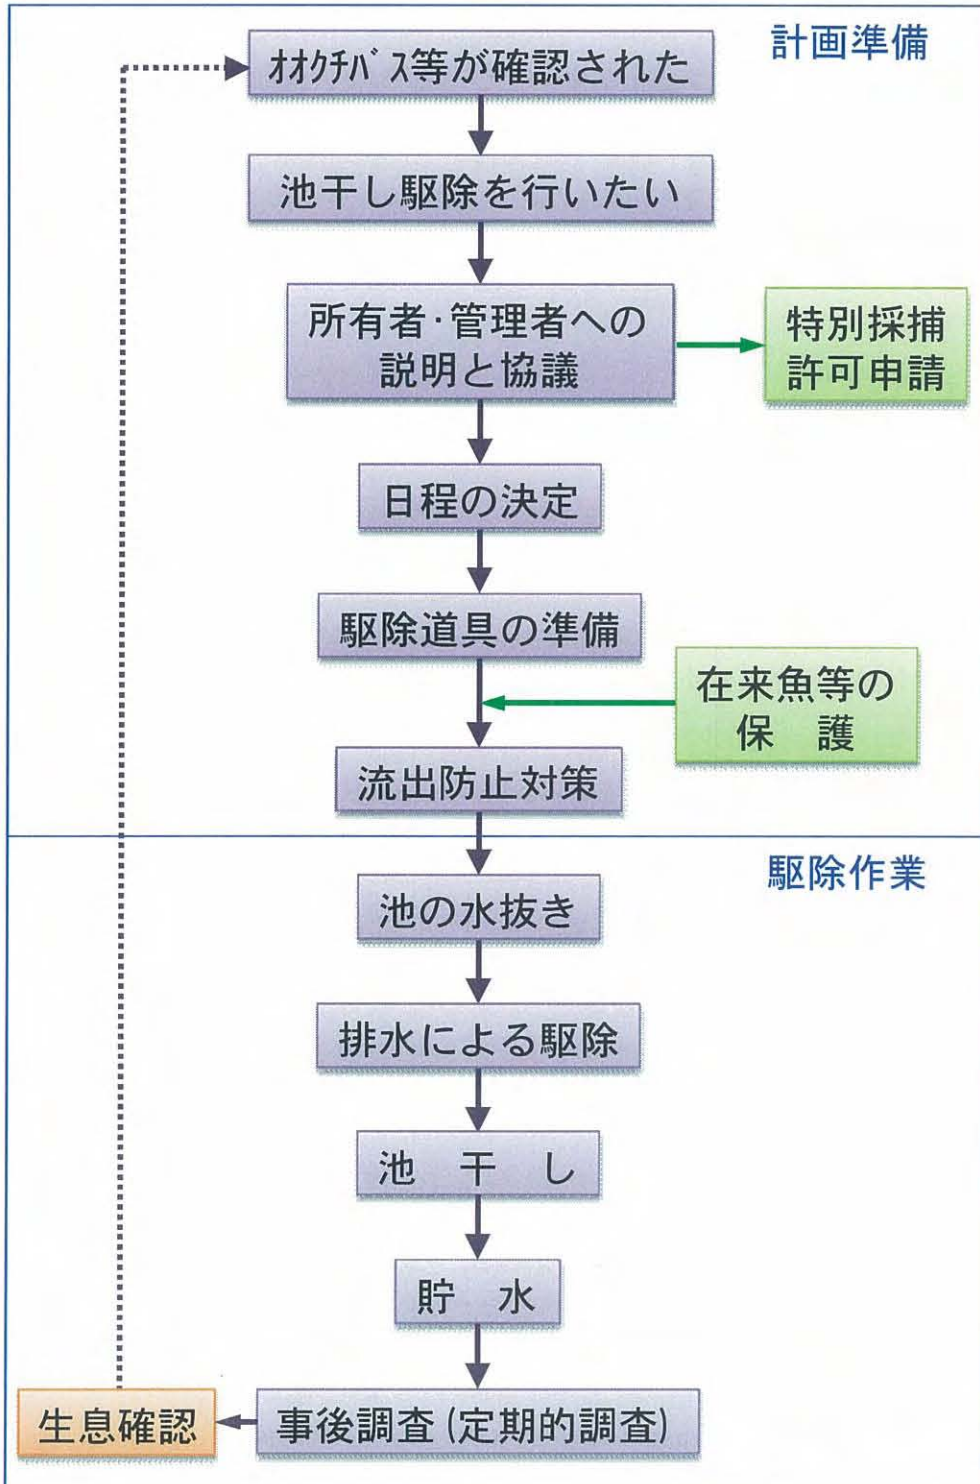 計画準備
ｵｵｸﾁﾊﾞｽ等が確認された
池干し駆除を行いたい
所有者･管理者への
説明と協議
特別採捕
許可申請
日程の決定
駆除道具の準備
在来魚等の
保　護
流出防止対策
駆除作業
池の水抜き
排水による駆除
池　干　し
貯　水
事後調査(定期的調査)
生息確認